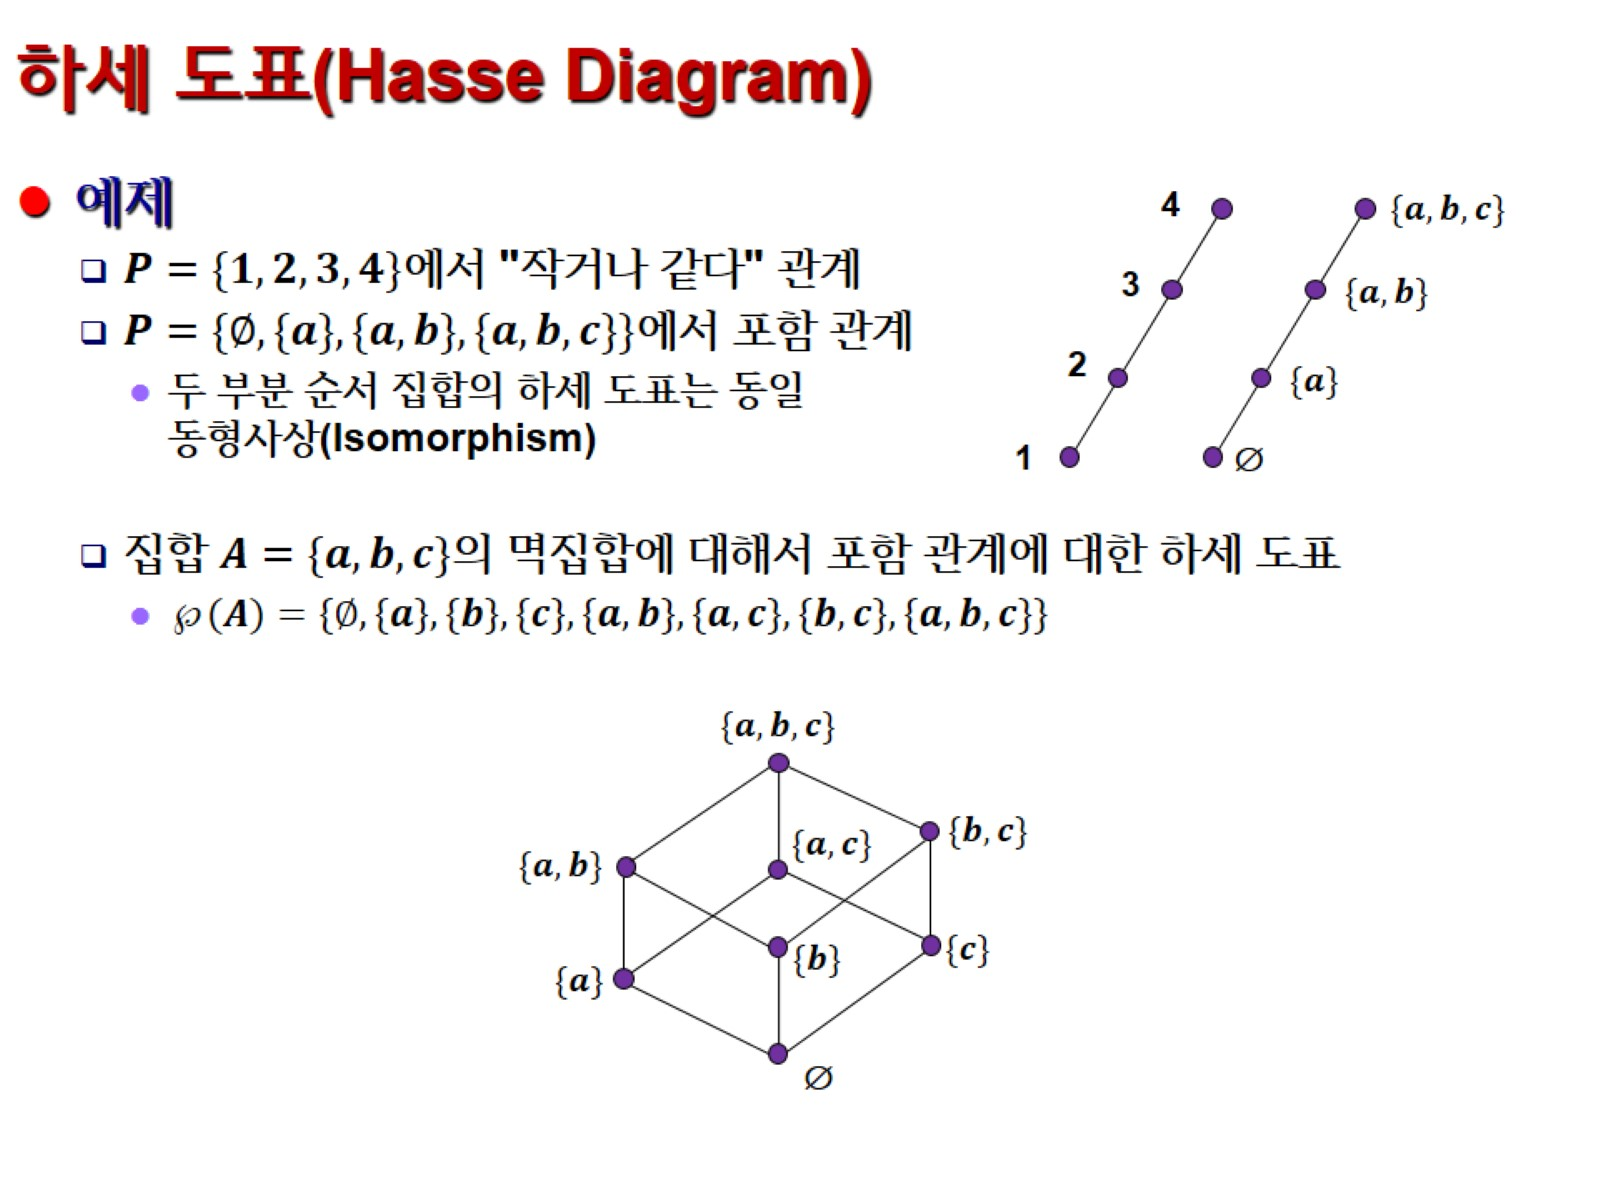 하세 도표(Hasse Diagram)
예제
P = {1, 2, 3, 4}에서 "작거나 같다" 관계
P = {∅, {a}, {a, b}, {a, b, c}}에서 포함 관계
두 부분 순서 집합의 하세 도표는 동일
동형사상(Isomorphism)
4
3
2
1
{a, b, c}
{a, b}
{a}
∅
집합 A = {a, b, c}의 멱집합에 대해서 포함 관계에 대한 하세 도표
℘(A) = {∅, {a}, {b}, {c}, {a, b}, {a, c}, {b, c}, {a, b, c}}
{a, b, c}
{a, b}
{a, c}
{b, c}
{a}
{b}
{c}
∅